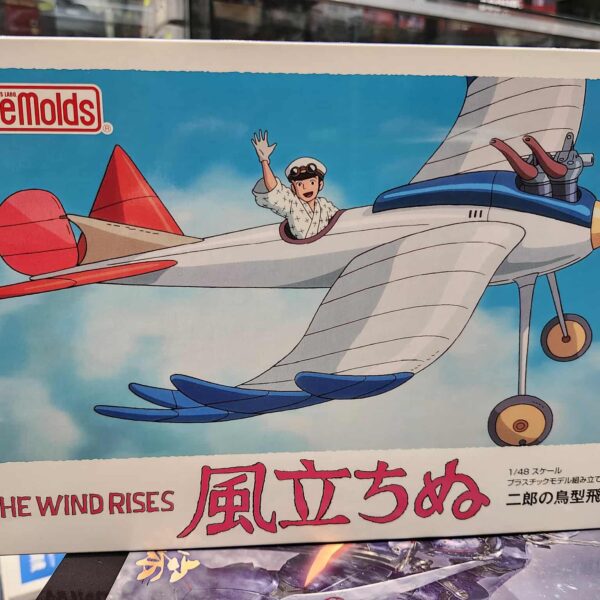 eMolds
®
THE WIND RISES
風立ちぬ
1/48 スケール
プラスチックモデル組み立て
二郎の鳥型飛